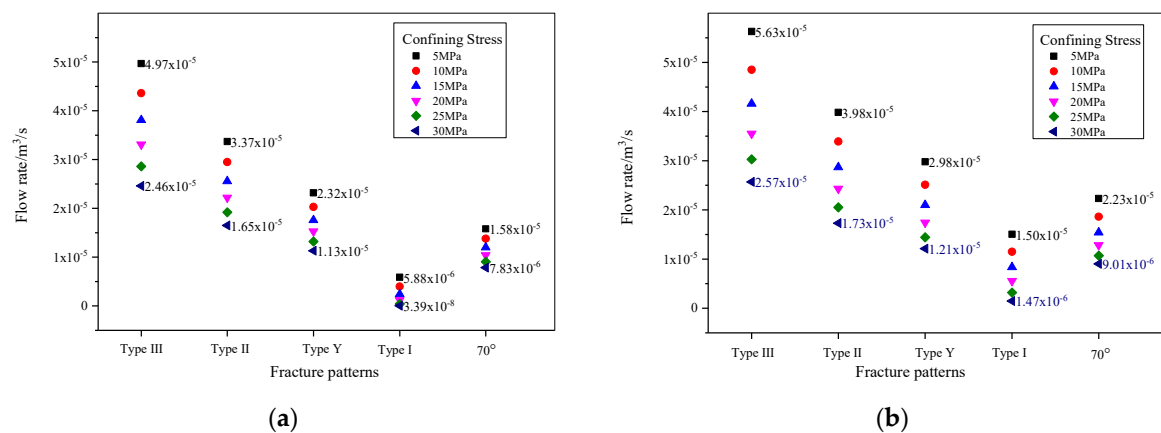 Confining Stress
5MPa
10MPa
15MPa
20MPa
25MPa
30MPa
Flow rate/m³/s
5x10⁻⁵
4x10⁻⁵
3x10⁻⁵
2x10⁻⁵
1x10⁻⁵
0
4.97x10⁻⁵
2.46x10⁻⁵
3.37x10⁻⁵
1.65x10⁻⁵
2.32x10⁻⁵
1.13x10⁻⁵
5.88x10⁻⁶
3.39x10⁻⁸
1.58x10⁻⁵
7.83x10⁻⁶
Type III Type II Type Y Type I 70°
Fracture patterns
(a)
Confining Stress
5MPa
10MPa
15MPa
20MPa
25MPa
30MPa
Flow rate/m³/s
5x10⁻⁵
4x10⁻⁵
3x10⁻⁵
2x10⁻⁵
1x10⁻⁵
0
5.63x10⁻⁵
2.57x10⁻⁵
3.98x10⁻⁵
1.73x10⁻⁵
2.98x10⁻⁵
1.21x10⁻⁵
1.50x10⁻⁵
1.47x10⁻⁶
2.23x10⁻⁵
9.01x10⁻⁶
Type III Type II Type Y Type I 70°
Fracture patterns
(b)